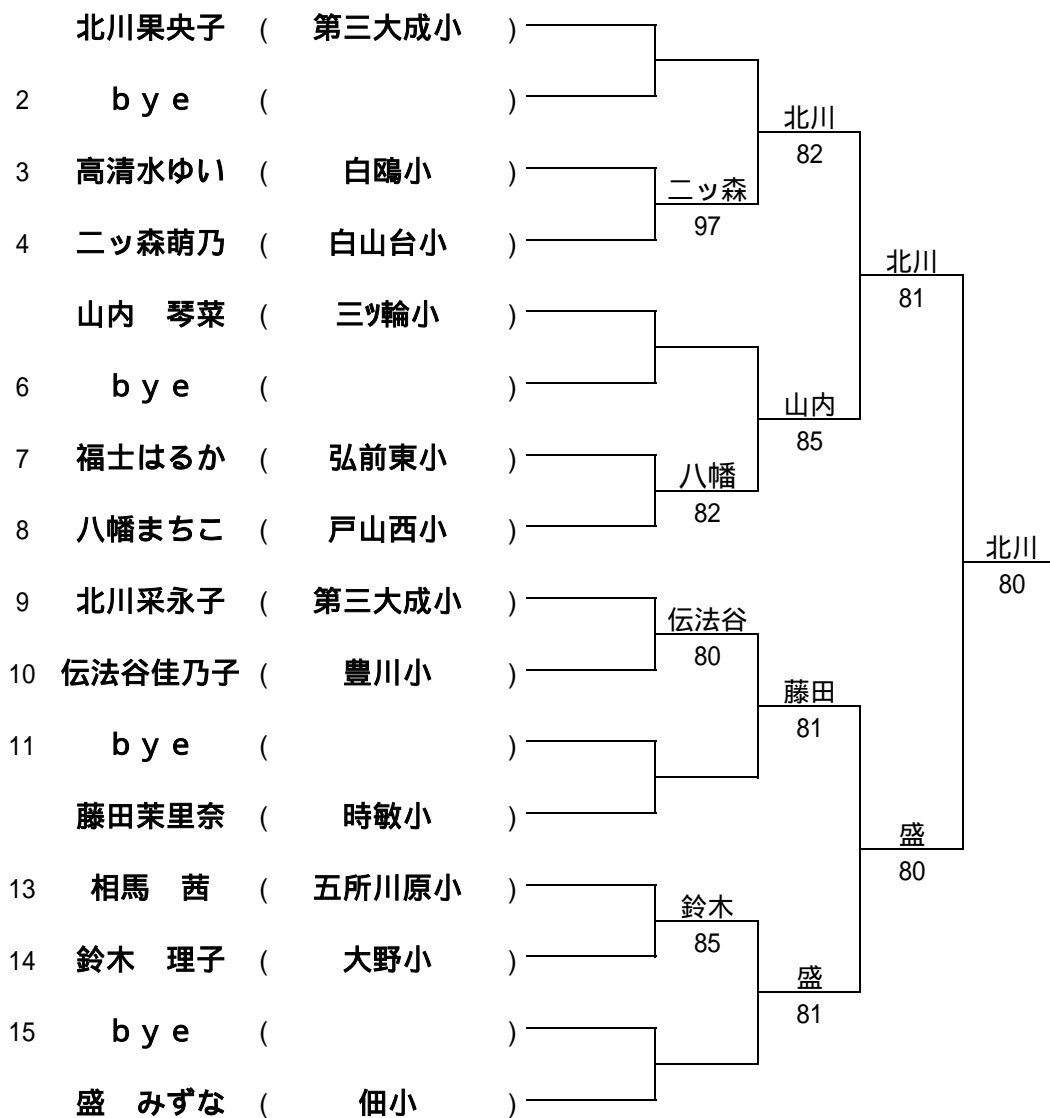 北川果央子 ( 第三大成小 )
2 ｂｙｅ ( )
北川
82
3 高清水ゆい ( 白鴎小 )
二ッ森
97
4 二ッ森萌乃 ( 白山台小 )
北川
81
山内　琴菜 ( 三ﾂ輪小 )
6 ｂｙｅ ( )
山内
85
7 福士はるか ( 弘前東小 )
八幡
82
8 八幡まちこ ( 戸山西小 )
北川
80
9 北川采永子 ( 第三大成小 )
伝法谷
80
10 伝法谷佳乃子 ( 豊川小 )
藤田
81
11 ｂｙｅ ( )
藤田茉里奈 ( 時敏小 )
盛
80
13 相馬　茜 ( 五所川原小 )
鈴木
85
14 鈴木　理子 ( 大野小 )
盛
81
15 ｂｙｅ ( )
盛　みずな ( 佃小 )